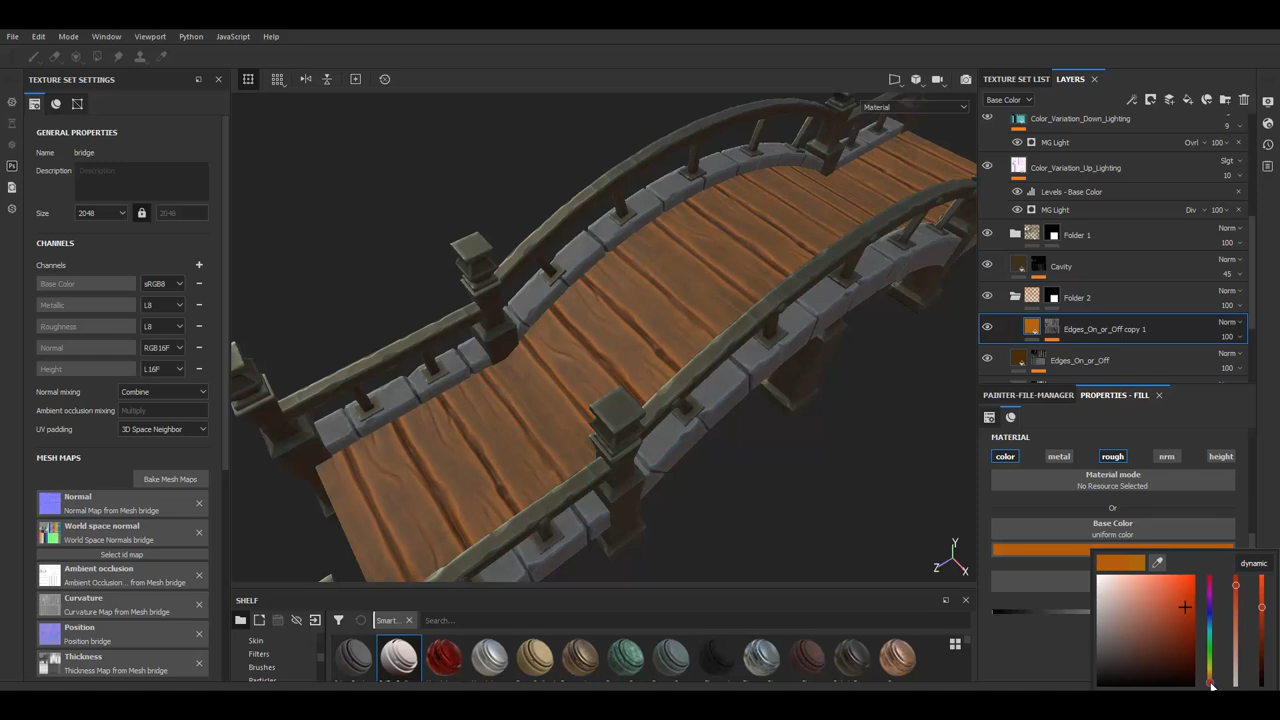 File Edit Mode Window Viewport Python JavaScript Help
TEXTURE SET SETTINGS
GENERAL PROPERTIES
Name bridge
Description Description
Size 2048 2048
CHANNELS
Channels
Base Color sRGB8
Metallic L8
Roughness L8
Normal RGB16F
Height L16F
Normal mixing Combine
Ambient occlusion mixing Multiply
UV padding 3D Space Neighbor
MESH MAPS
Bake Mesh Maps
Normal
Normal Map from Mesh bridge
World space normal
World Space Normals bridge
Select id map
Ambient occlusion
Ambient Occlusion ... Mesh bridge
Curvature
Curvature Map from Mesh bridge
Position
Position bridge
Thickness
Thickness Map from Mesh bridge
Ps
Material
Y
Z
X
SHELF
Smart...
Search...
Skin
Filters
Brushes
Particles
TEXTURE SET LIST LAYERS
Base Color
Color_Variation_Down_Lighting
9
MG Light Ovrl 100
Color_Variation_Up_Lighting
Slgt
10
Levels - Base Color
MG Light Div 100
Folder 1
Norm
100
Cavity
Norm
45
Folder 2
Norm
100
Edges_On_or_Off copy 1
Norm
100
Edges_On_or_Off
Norm
100
PAINTER-FILE-MANAGER PROPERTIES - FILL
MATERIAL
color metal rough nrm height
Material mode
No Resource Selected
Or
Base Color
uniform color
dynamic